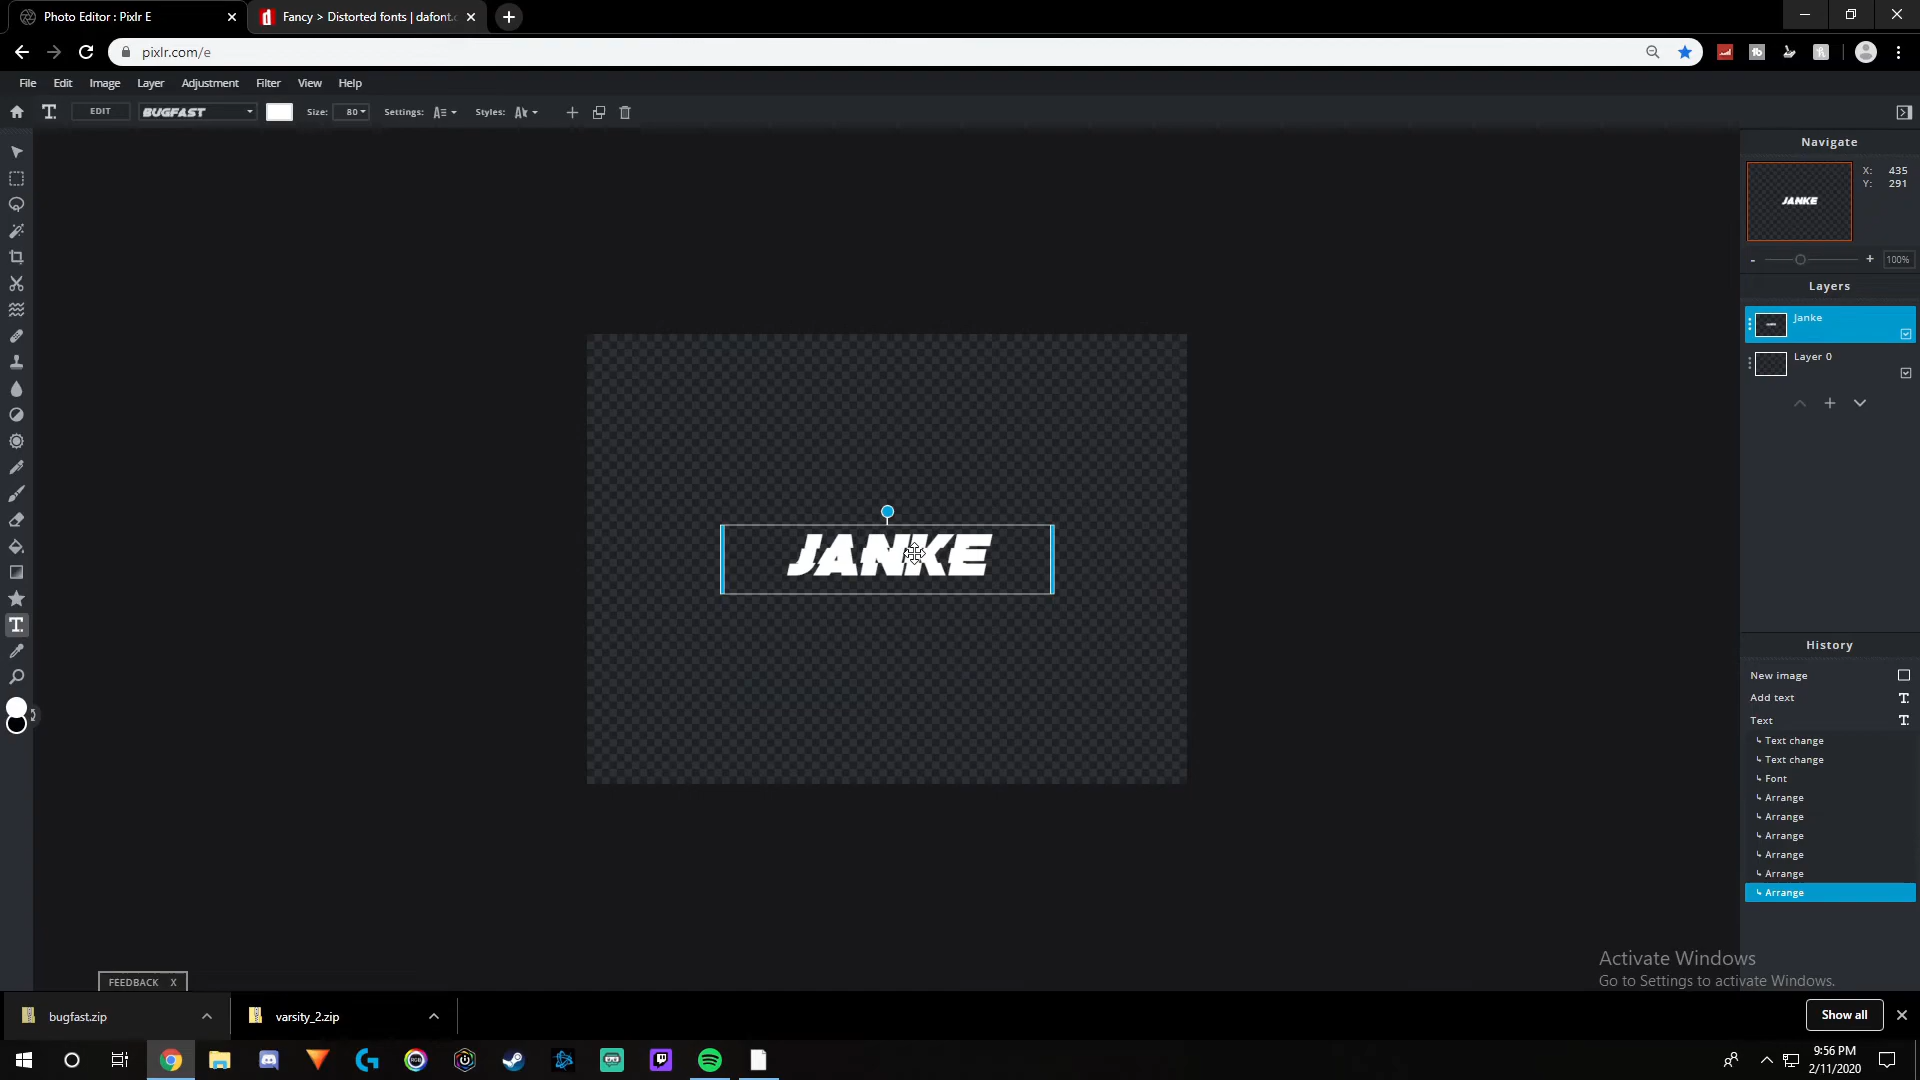 Photo Editor : Pixlr E
Fancy > Distorted fonts | dafont.c
pixlr.com/e
File Edit Image Layer Adjustment Filter View Help
EDIT BUGFAST Size: 80 Settings: Styles:
Navigate
X: 435
Y: 291
JANKE
- + 100%
Layers
Janke
Layer 0
JANKE
History
New image
Add text
Text
Text change
Text change
Font
Arrange
Arrange
Arrange
Arrange
Arrange
Arrange
Activate Windows
Go to Settings to activate Windows.
FEEDBACK X
bugfast.zip
varsity_2.zip
Show all
9:56 PM
2/11/2020